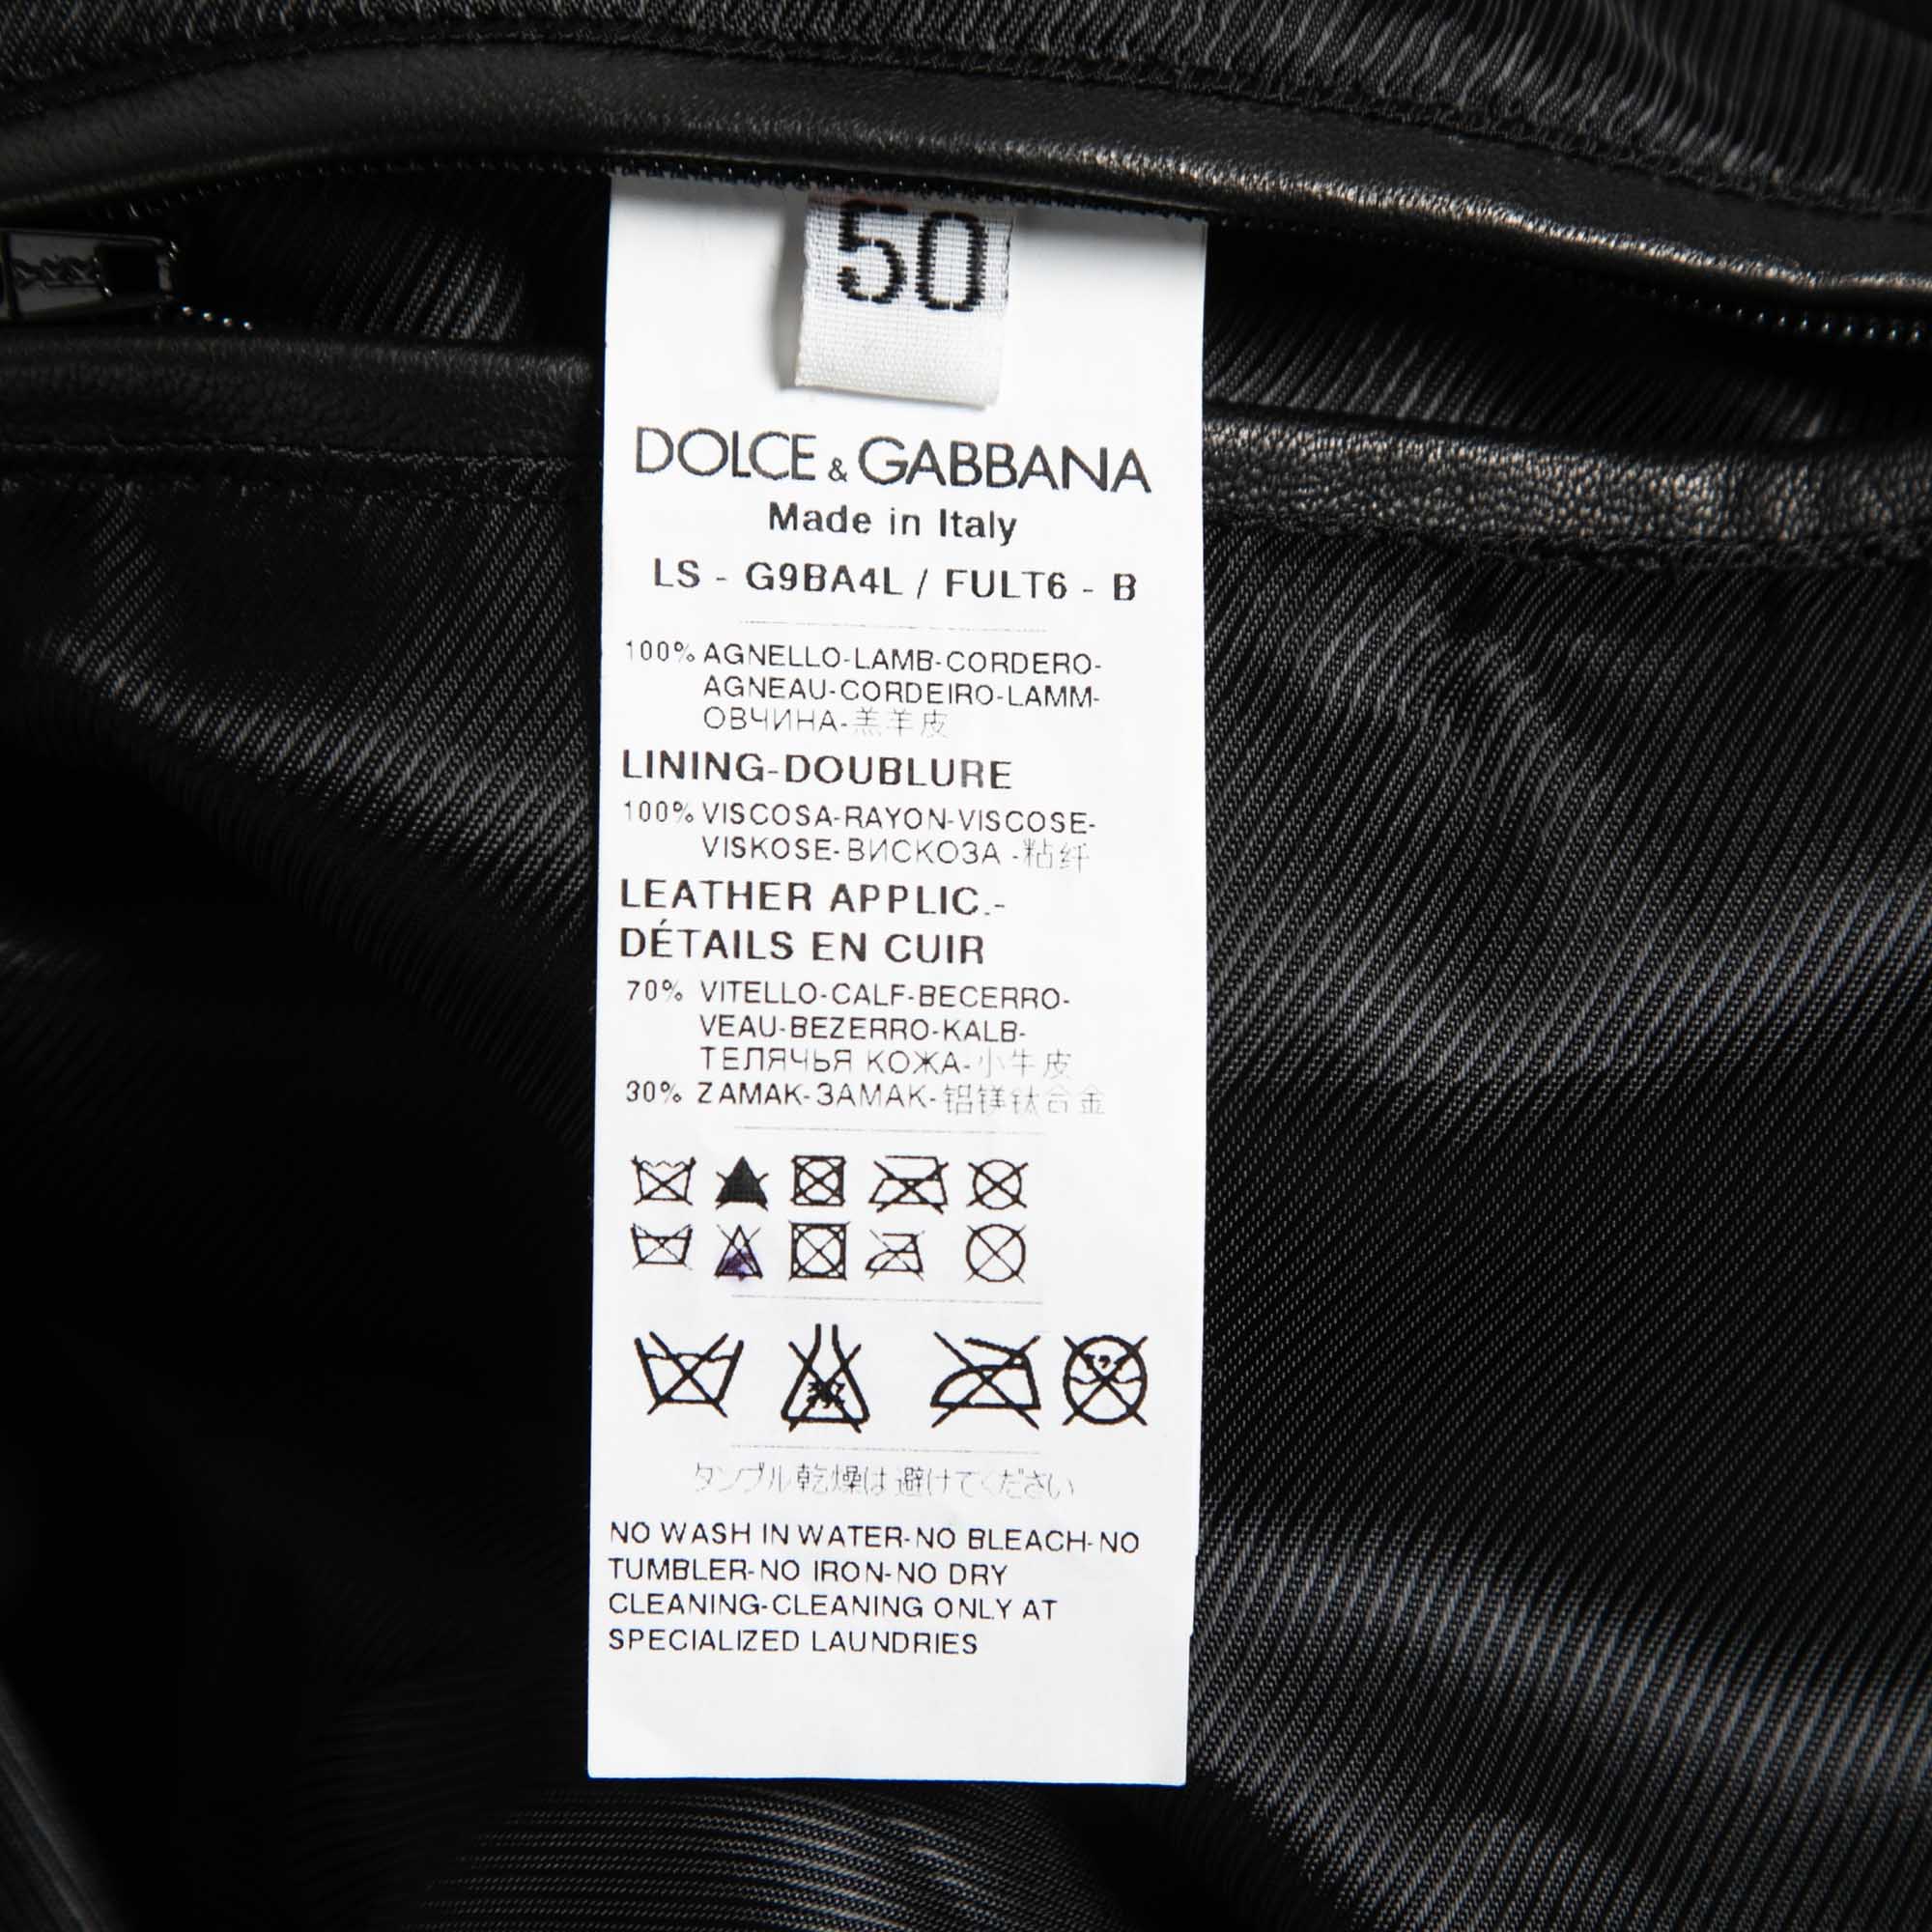 50
DOLCE & GABBANA
Made in Italy
LS - G9BA4L / FULT6 - B
100% AGNELLO-LAMB-CORDERO-
AGNEAU-CORDEIRO-LAMM-
ОВЧИНА-羔羊皮
LINING-DOUBLURE
100% VISCOSA-RAYON-VISCOSE-
VISKOSE-ВИСКОЗА -粘纤
LEATHER APPLIC.-
DÉTAILS EN CUIR
70% VITELLO-CALF-BECERRO-
VEAU-BEZERRO-KALB-
ТЕЛЯЧЬЯ КОЖА-小牛皮
30% ZAMAK-ЗАМАК-铝镁钛合金
タンブル乾燥は避けてください
NO WASH IN WATER-NO BLEACH-NO
TUMBLER-NO IRON-NO DRY
CLEANING-CLEANING ONLY AT
SPECIALIZED LAUNDRIES